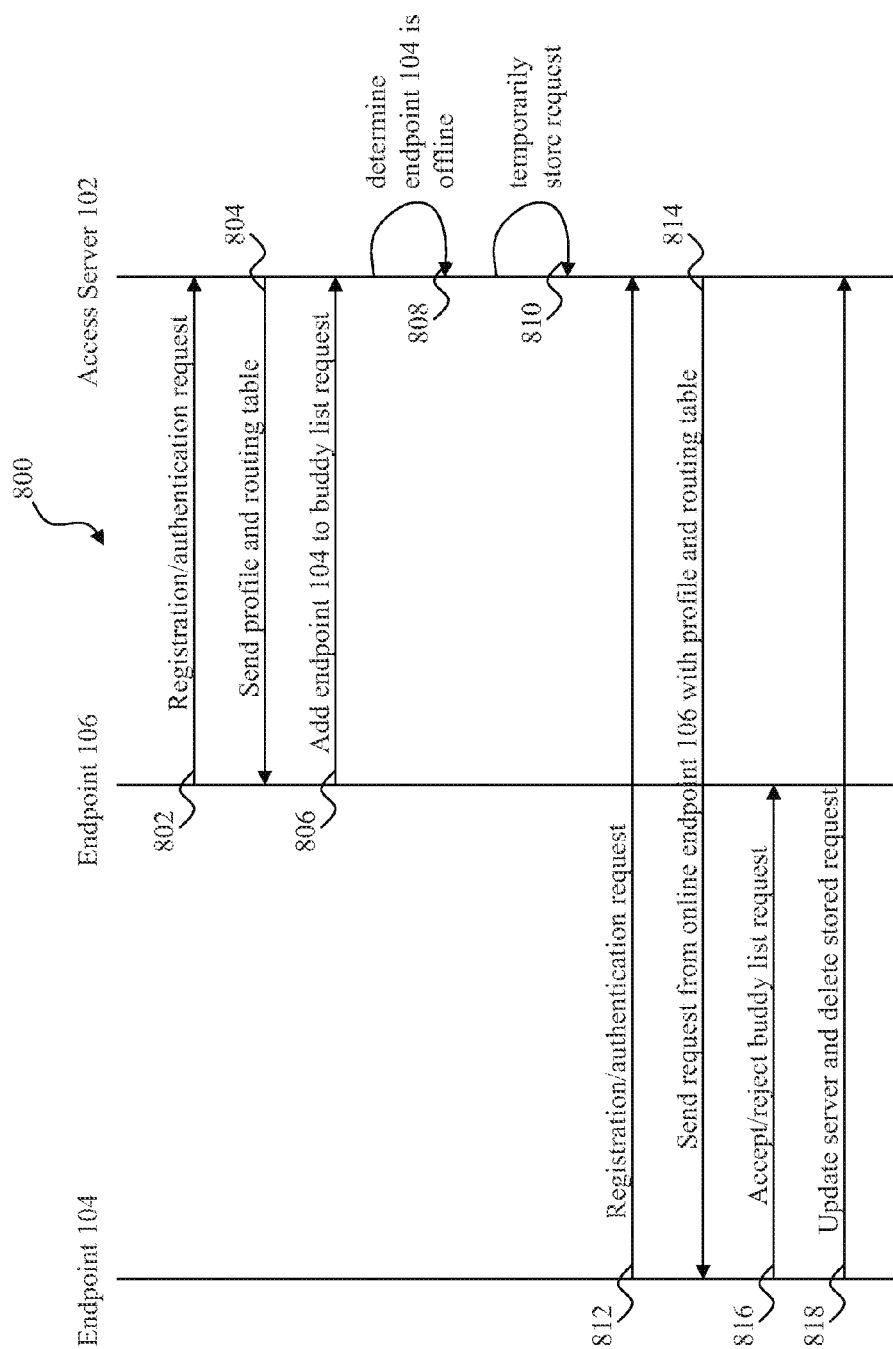 800
Endpoint 104
Endpoint 106
Access Server 102
802
Registration/authentication request
804
Send profile and routing table
806
Add endpoint 104 to buddy list request
808
determine
endpoint 104 is
offline
810
temporarily
store request
812
Registration/authentication request
814
Send request from online endpoint 106 with profile and routing table
816
Accept/reject buddy list request
818
Update server and delete stored request